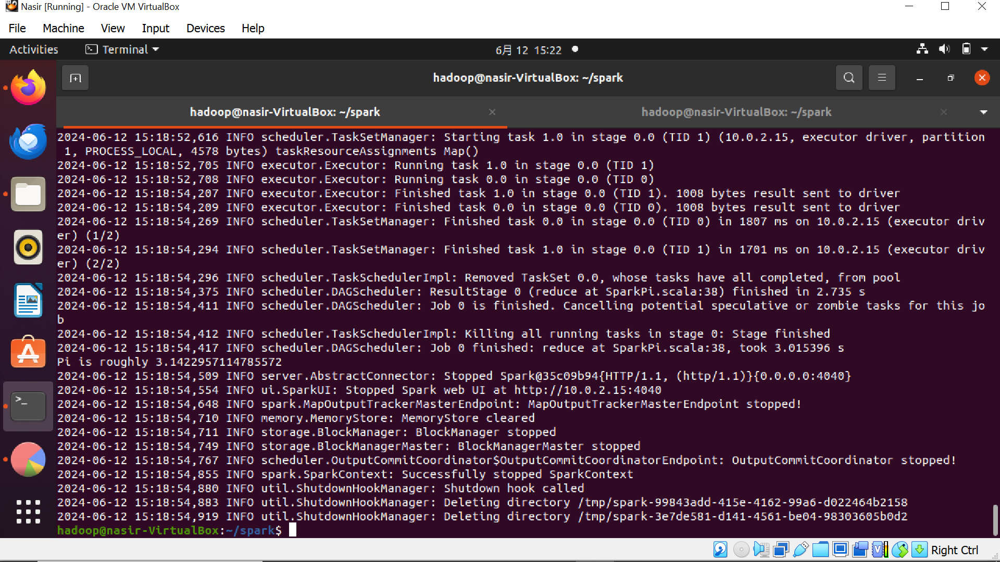 Nasir [Running] - Oracle VM VirtualBox
File Machine View Input Devices Help
Activities Terminal 6月 12 15:22
hadoop@nasir-VirtualBox: ~/spark
hadoop@nasir-VirtualBox: ~/spark hadoop@nasir-VirtualBox: ~/spark
2024-06-12 15:18:52,616 INFO scheduler.TaskSetManager: Starting task 1.0 in stage 0.0 (TID 1) (10.0.2.15, executor driver, partition
 1, PROCESS_LOCAL, 4578 bytes) taskResourceAssignments Map()
2024-06-12 15:18:52,705 INFO executor.Executor: Running task 1.0 in stage 0.0 (TID 1)
2024-06-12 15:18:52,708 INFO executor.Executor: Running task 0.0 in stage 0.0 (TID 0)
2024-06-12 15:18:54,207 INFO executor.Executor: Finished task 1.0 in stage 0.0 (TID 1). 1008 bytes result sent to driver
2024-06-12 15:18:54,209 INFO executor.Executor: Finished task 0.0 in stage 0.0 (TID 0). 1008 bytes result sent to driver
2024-06-12 15:18:54,269 INFO scheduler.TaskSetManager: Finished task 0.0 in stage 0.0 (TID 0) in 1807 ms on 10.0.2.15 (executor driv
er) (1/2)
2024-06-12 15:18:54,294 INFO scheduler.TaskSetManager: Finished task 1.0 in stage 0.0 (TID 1) in 1701 ms on 10.0.2.15 (executor driv
er) (2/2)
2024-06-12 15:18:54,296 INFO scheduler.TaskSchedulerImpl: Removed TaskSet 0.0, whose tasks have all completed, from pool
2024-06-12 15:18:54,375 INFO scheduler.DAGScheduler: ResultStage 0 (reduce at SparkPi.scala:38) finished in 2.735 s
2024-06-12 15:18:54,411 INFO scheduler.DAGScheduler: Job 0 is finished. Cancelling potential speculative or zombie tasks for this jo
b
2024-06-12 15:18:54,412 INFO scheduler.TaskSchedulerImpl: Killing all running tasks in stage 0: Stage finished
2024-06-12 15:18:54,417 INFO scheduler.DAGScheduler: Job 0 finished: reduce at SparkPi.scala:38, took 3.015396 s
Pi is roughly 3.1422957114785572
2024-06-12 15:18:54,509 INFO server.AbstractConnector: Stopped Spark@35c09b94{HTTP/1.1, (http/1.1)}{0.0.0.0:4040}
2024-06-12 15:18:54,554 INFO ui.SparkUI: Stopped Spark web UI at http://10.0.2.15:4040
2024-06-12 15:18:54,648 INFO spark.MapOutputTrackerMasterEndpoint: MapOutputTrackerMasterEndpoint stopped!
2024-06-12 15:18:54,710 INFO memory.MemoryStore: MemoryStore cleared
2024-06-12 15:18:54,711 INFO storage.BlockManager: BlockManager stopped
2024-06-12 15:18:54,749 INFO storage.BlockManagerMaster: BlockManagerMaster stopped
2024-06-12 15:18:54,767 INFO scheduler.OutputCommitCoordinator$OutputCommitCoordinatorEndpoint: OutputCommitCoordinator stopped!
2024-06-12 15:18:54,855 INFO spark.SparkContext: Successfully stopped SparkContext
2024-06-12 15:18:54,880 INFO util.ShutdownHookManager: Shutdown hook called
2024-06-12 15:18:54,883 INFO util.ShutdownHookManager: Deleting directory /tmp/spark-99843add-415e-4162-99a6-d022464b2158
2024-06-12 15:18:54,919 INFO util.ShutdownHookManager: Deleting directory /tmp/spark-3e7de581-d141-4561-be04-98303605b0d2
hadoop@nasir-VirtualBox:~/spark$
Right Ctrl